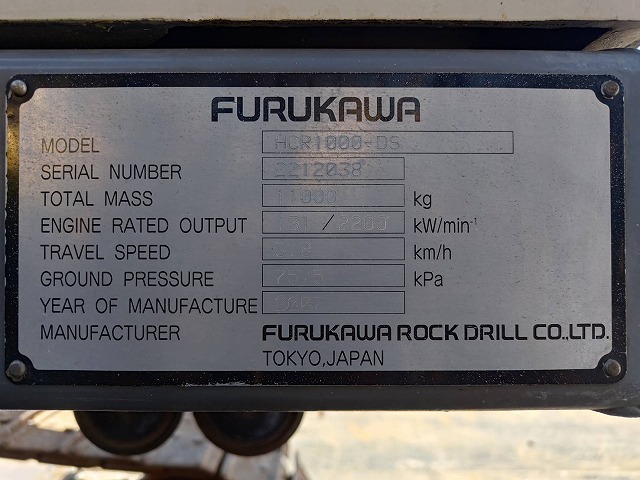 FURUKAWA
MODEL HCR1000-DS
SERIAL NUMBER 2212038
TOTAL MASS 11000 kg
ENGINE RATED OUTPUT /2200 kW/min⁻¹
TRAVEL SPEED km/h
GROUND PRESSURE kPa
YEAR OF MANUFACTURE
MANUFACTURER FURUKAWA ROCK DRILL CO.,LTD.
TOKYO,JAPAN